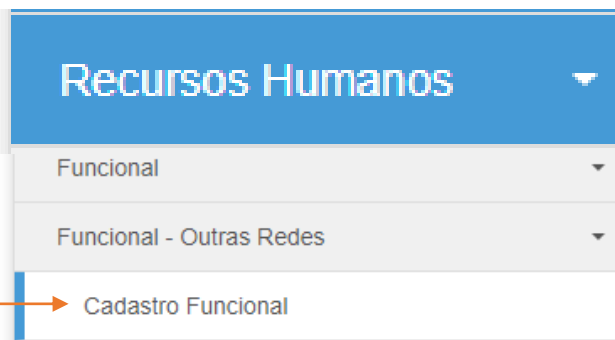 Recursos Humanos
Funcional
Funcional - Outras Redes
Cadastro Funcional